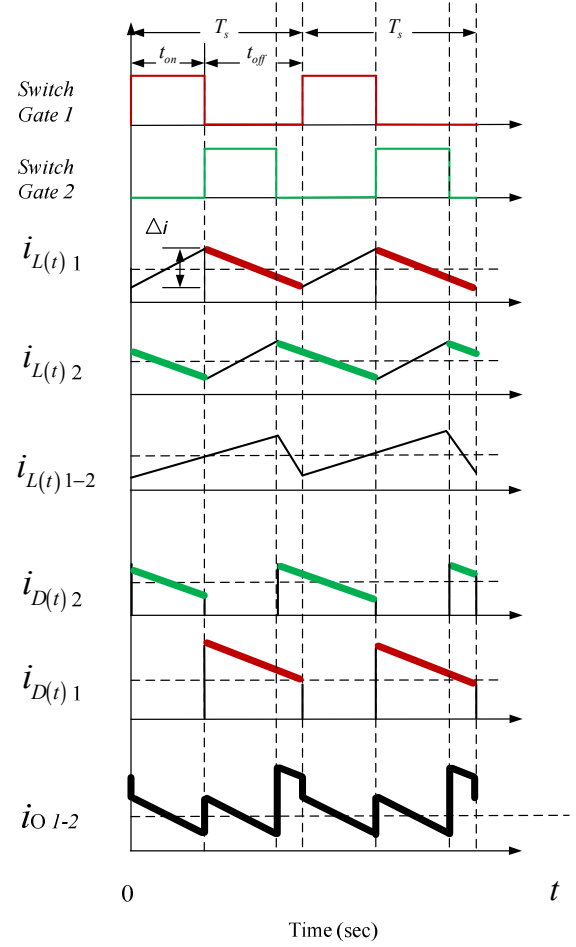 T_s T_s
t_on t_off
Switch
Gate 1
Switch
Gate 2
Δi
i_L(t) 1
i_L(t) 2
i_L(t) 1–2
i_D(t) 2
i_D(t) 1
i_O 1-2
0 t
Time (sec)